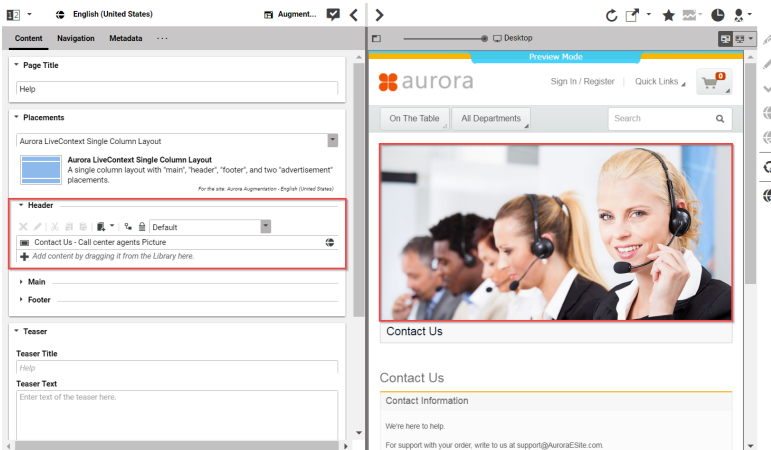 English (United States)
Augment...
Content Navigation Metadata ...
Page Title
Help
Placements
Aurora LiveContext Single Column Layout
Aurora LiveContext Single Column Layout
A single column layout with "main", "header", "footer", and two "advertisement"
placements.
For the site: Aurora Augmentation - English (United States)
Header
Default
Contact Us - Call center agents Picture
Add content by dragging it from the Library here.
Main
Footer
Teaser
Teaser Title
Help
Teaser Text
Enter text of the teaser here.
Desktop
Preview Mode
aurora
Sign In / Register
Quick Links
0
On The Table
All Departments
Search
Contact Us
Contact Us
Contact Information
We're here to help.
For support with your order, write to us at support@AuroraESite.com.